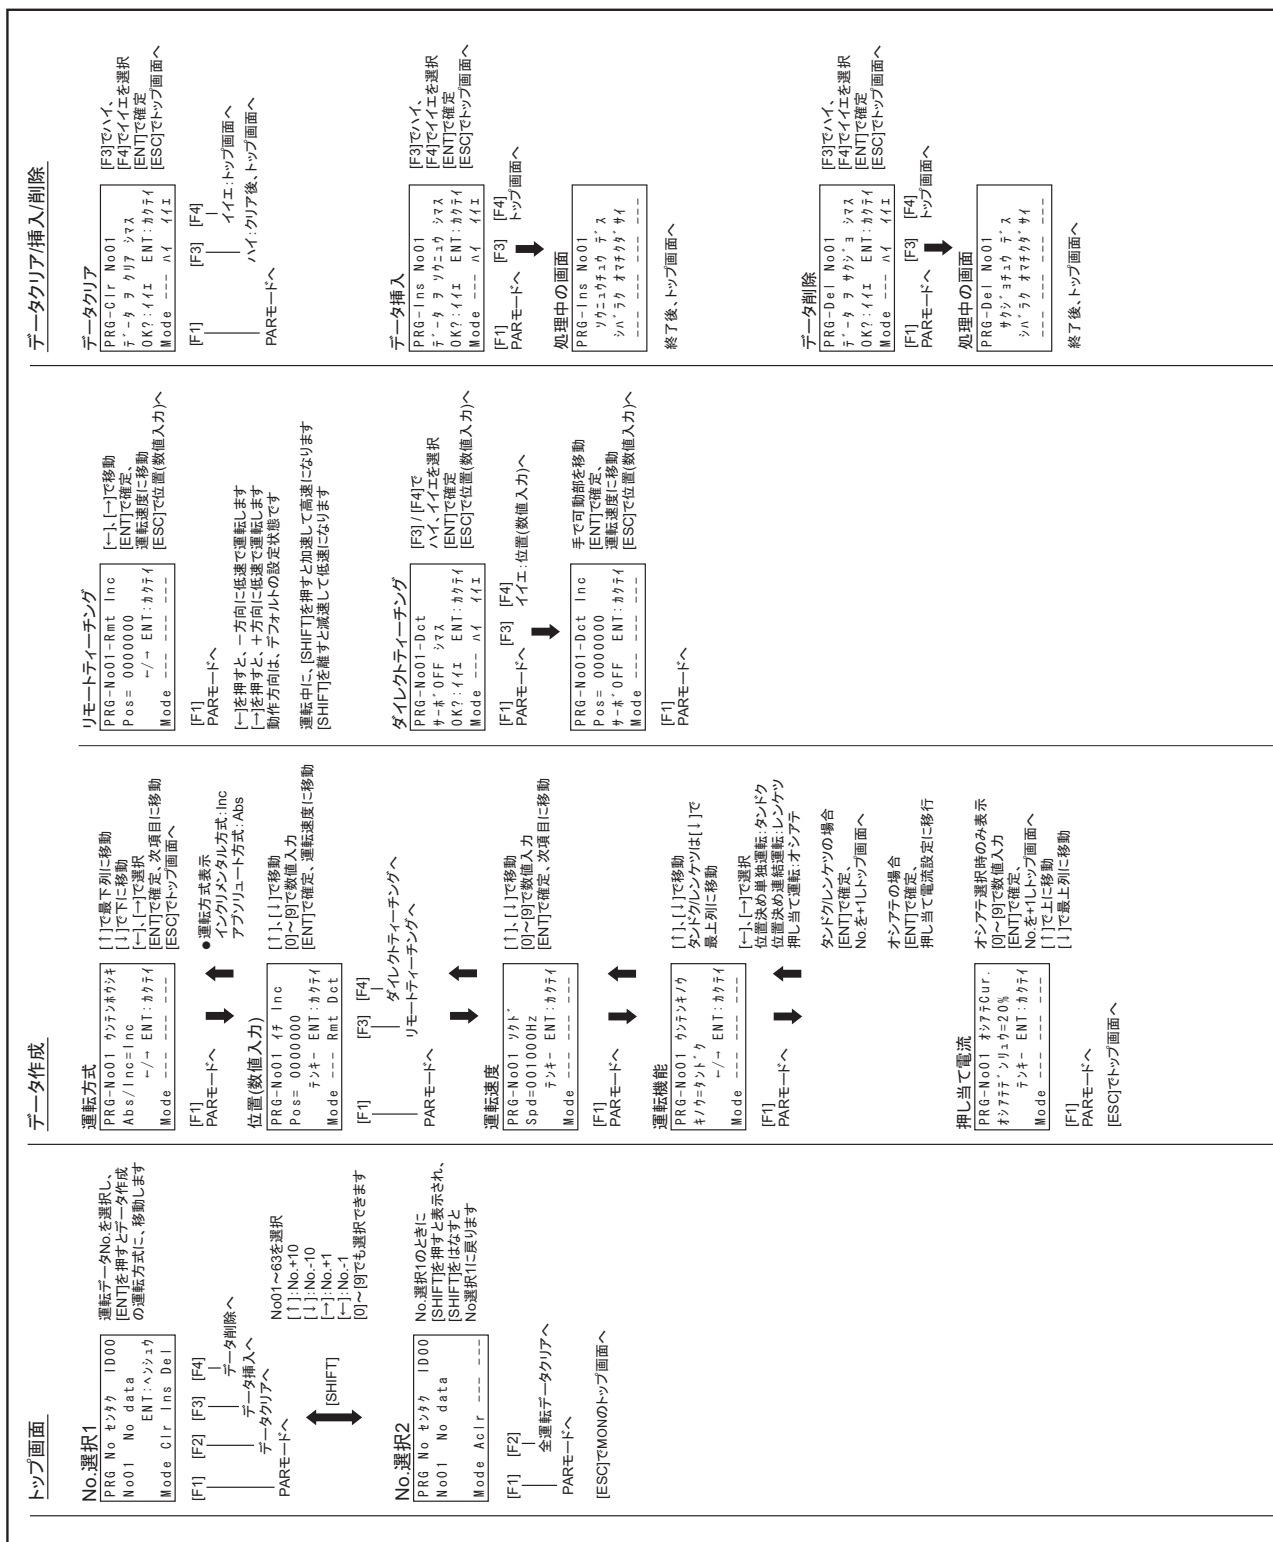 トップ画面
No.選択1
PRG No センタク ID00
No01 No data
ENT:ヘンシュウ
Mode Clr Ins Del
運転データNo.を選択し、
[ENT]を押すとデータ作成
の運転方式に、移動します
[F1] [F2] [F3] [F4]
データ削除へ
データ挿入へ
データクリアへ
PARモードへ
No01～63を選択
[↑]:No.+10
[↓]:No.-10
[→]:No.+1
[←]:No.-1
[0]～[9]でも選択できます
[SHIFT]
No.選択2
PRG No センタク ID00
No01 No data
Mode Aclr --- ---
No.選択1のときに
[SHIFT]を押すと表示され、
[SHIFT]をはなすと
No選択1に戻ります
[F1] [F2]
全運転データクリアへ
PARモードへ
[ESC]でMONのトップ画面へ
データ作成
運転方式
PRG-No01 ウンテンホウシキ
Abs/Inc=Inc
←/→ ENT:カクテイ
Mode --- --- ---
[↑]で最下列に移動
[↓]で下に移動
[←]、[→]で選択
[ENT]で確定、次項目に移動
[ESC]でトップ画面へ
[F1]
PARモードへ
●運転方式表示
インクリメンタル方式:Inc
アブソリュート方式:Abs
位置(数値入力)
PRG-No01 イチ Inc
Pos= 0000000
テンキー ENT:カクテイ
Mode --- Rmt Dct
[↑]、[↓]で移動
[0]～[9]で数値入力
[ENT]で確定、運転速度に移動
[F1] [F3] [F4]
ダイレクトティーチングへ
リモートティーチングへ
PARモードへ
運転速度
PRG-No01 ソクド
Spd=001000Hz
テンキー ENT:カクテイ
Mode --- --- ---
[↑]、[↓]で移動
[0]～[9]で数値入力
[ENT]で確定、次項目に移動
[F1]
PARモードへ
運転機能
PRG-No01 ウンテンキノウ
キノウ=タンドク
←/→ ENT:カクテイ
Mode --- --- ---
[↑]、[↓]で移動
タンドク/レンケツは[↓]で
最上列に移動
[←]、[→]で選択
位置決め単独運転:タンドク
位置決め連結運転:レンケツ
押し当て運転:オシアテ
[F1]
PARモードへ
タンドク/レンケツの場合
[ENT]で確定、
No.を+1しトップ画面へ
オシアテの場合
[ENT]で確定、
押し当て電流設定に移行
押し当て電流
PRG-No01 オシアテCur.
オシアテデンリュウ=20%
テンキー ENT:カクテイ
Mode --- --- ---
オシアテ選択時のみ表示
[0]～[9]で数値入力
[ENT]で確定、
No.を+1しトップ画面へ
[↑]で上に移動
[↓]で最上列に移動
[F1]
PARモードへ
[ESC]でトップ画面へ
リモートティーチング
PRG-No01-Rmt Inc
Pos= 0000000
←/→ ENT:カクテイ
Mode --- --- ---
[←]、[→]で移動
[ENT]で確定、
運転速度に移動
[ESC]で位置(数値入力)へ
[F1]
PARモードへ
[←]を押すと、－方向に低速で運転します
[→]を押すと、＋方向に低速で運転します
動作方向は、デフォルトの設定状態です
運転中に、[SHIFT]を押すと加速して高速になります
[SHIFT]を離すと減速して低速になります
ダイレクトティーチング
PRG-No01-Dct
サーボOFF シマス
OK?:イイエ ENT:カクテイ
Mode --- ハイ イイエ
[F3] / [F4]で
ハイ、イイエを選択
[ENT]で確定
[ESC]で位置(数値入力)へ
[F1] [F3] [F4]
PARモードへ イイエ:位置(数値入力)へ
PRG-No01-Dct Inc
Pos= 0000000
サーボOFF ENT:カクテイ
Mode --- --- ---
手で可動部を移動
[ENT]で確定、
運転速度に移動
[ESC]で位置(数値入力)へ
[F1]
PARモードへ
データクリア/挿入/削除
データクリア
PRG-Clr No01
データ ヲ クリア シマス
OK?:イイエ ENT:カクテイ
Mode --- ハイ イイエ
[F3]でハイ、
[F4]でイイエを選択
[ENT]で確定
[ESC]でトップ画面へ
[F1] [F3] [F4]
イイエ:トップ画面へ
ハイ:クリア後、トップ画面へ
PARモードへ
データ挿入
PRG-Ins No01
データ ヲ ソウニュウ シマス
OK?:イイエ ENT:カクテイ
Mode --- ハイ イイエ
[F3]でハイ、
[F4]でイイエを選択
[ENT]で確定
[ESC]でトップ画面へ
[F1] [F3] [F4]
PARモードへ トップ画面へ
処理中の画面
PRG-Ins No01
ソウニュウチュウ デス
シバラク オマチクダサイ
--- --- --- ---
終了後、トップ画面へ
データ削除
PRG-Del No01
データ ヲ サクジョ シマス
OK?:イイエ ENT:カクテイ
Mode --- ハイ イイエ
[F3]でハイ、
[F4]でイイエを選択
[ENT]で確定
[ESC]でトップ画面へ
[F1] [F3] [F4]
PARモードへ トップ画面へ
処理中の画面
PRG-Del No01
サクジョチュウ デス
シバラク オマチクダサイ
--- --- --- ---
終了後、トップ画面へ